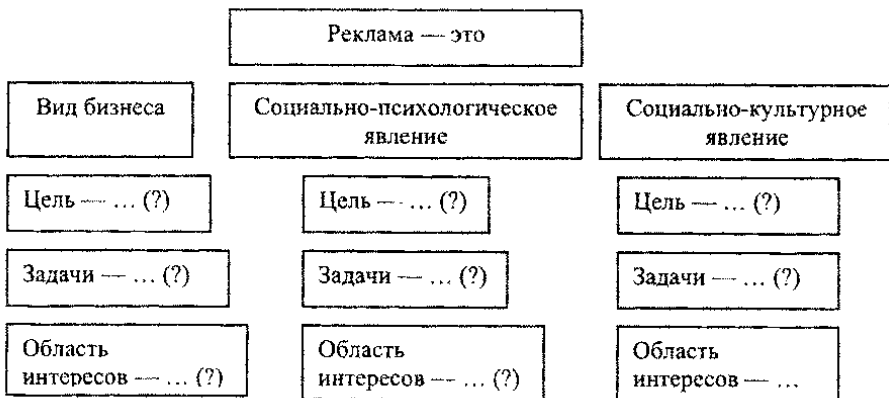 Реклама — это
Вид бизнеса
Социально-психологическое
явление
Социально-культурное
явление
Цель — … (?)
Цель — … (?)
Цель — … (?)
Задачи — … (?)
Задачи — … (?)
Задачи — … (?)
Область
интересов — … (?)
Область
интересов — … (?)
Область
интересов — …